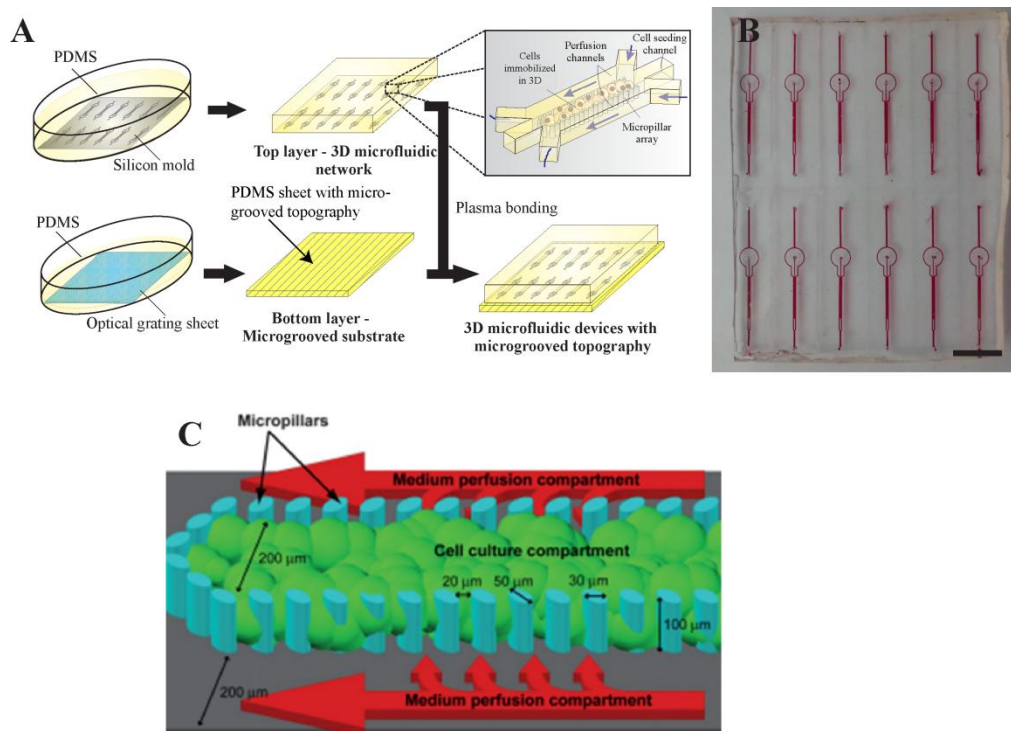 A
PDMS
Silicon mold
Top layer - 3D microfluidic
network
Cells
immobilized
in 3D
Perfusion
channels
Cell seeding
channel
Micropillar
array
B
PDMS
Optical grating sheet
PDMS sheet with micro-
grooved topography
Bottom layer -
Microgrooved substrate
Plasma bonding
3D microfluidic devices with
microgrooved topography
C
Micropillars
Medium perfusion compartment
200 µm
Cell culture compartment
20 µm
50 µm
30 µm
100 µm
200 µm
Medium perfusion compartment